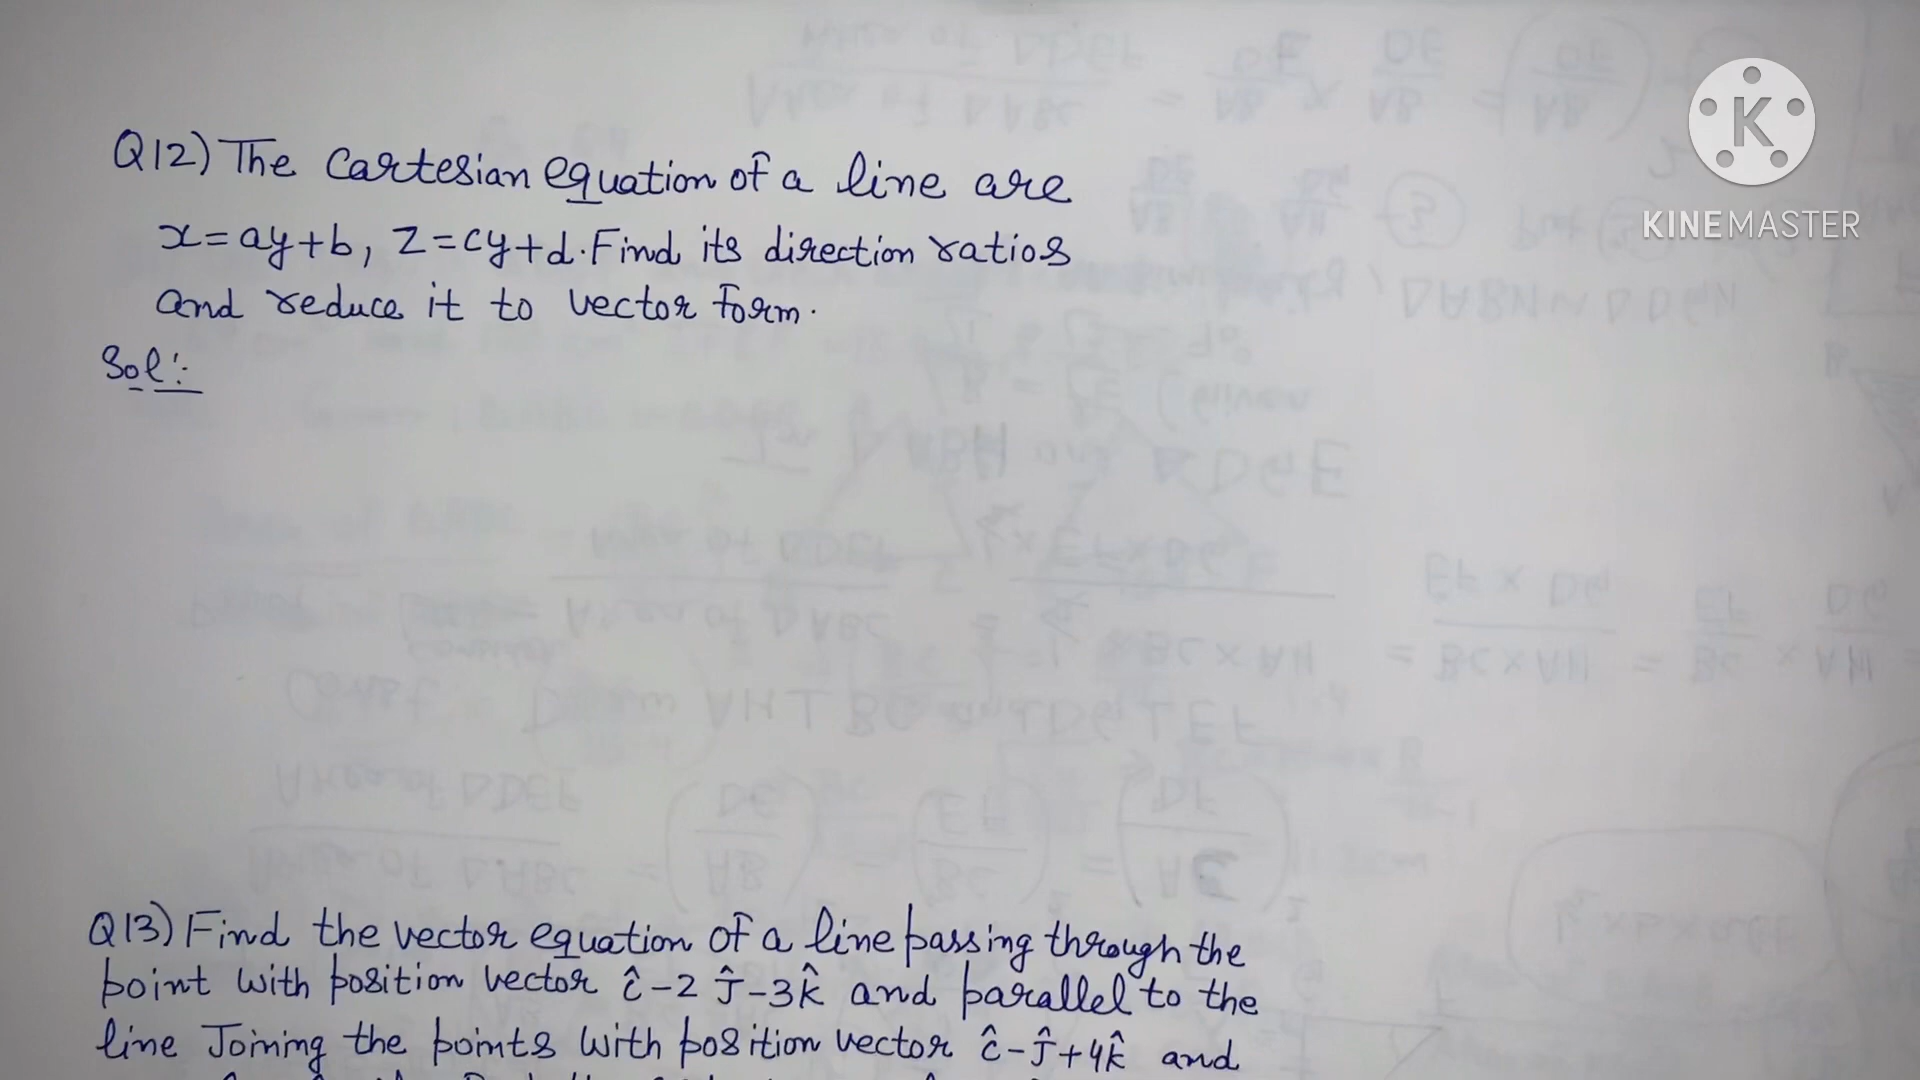 Q12) The Cartesian equation of a line are
x=ay+b, z=cy+d. Find its direction ratios
and reduce it to vector form.
Sol:
Q13) Find the vector equation of a line passing through the
point with position vector î-2ĵ-3k̂ and parallel to the
line Joining the points with position vector î-ĵ+4k̂ and
K
KINEMASTER